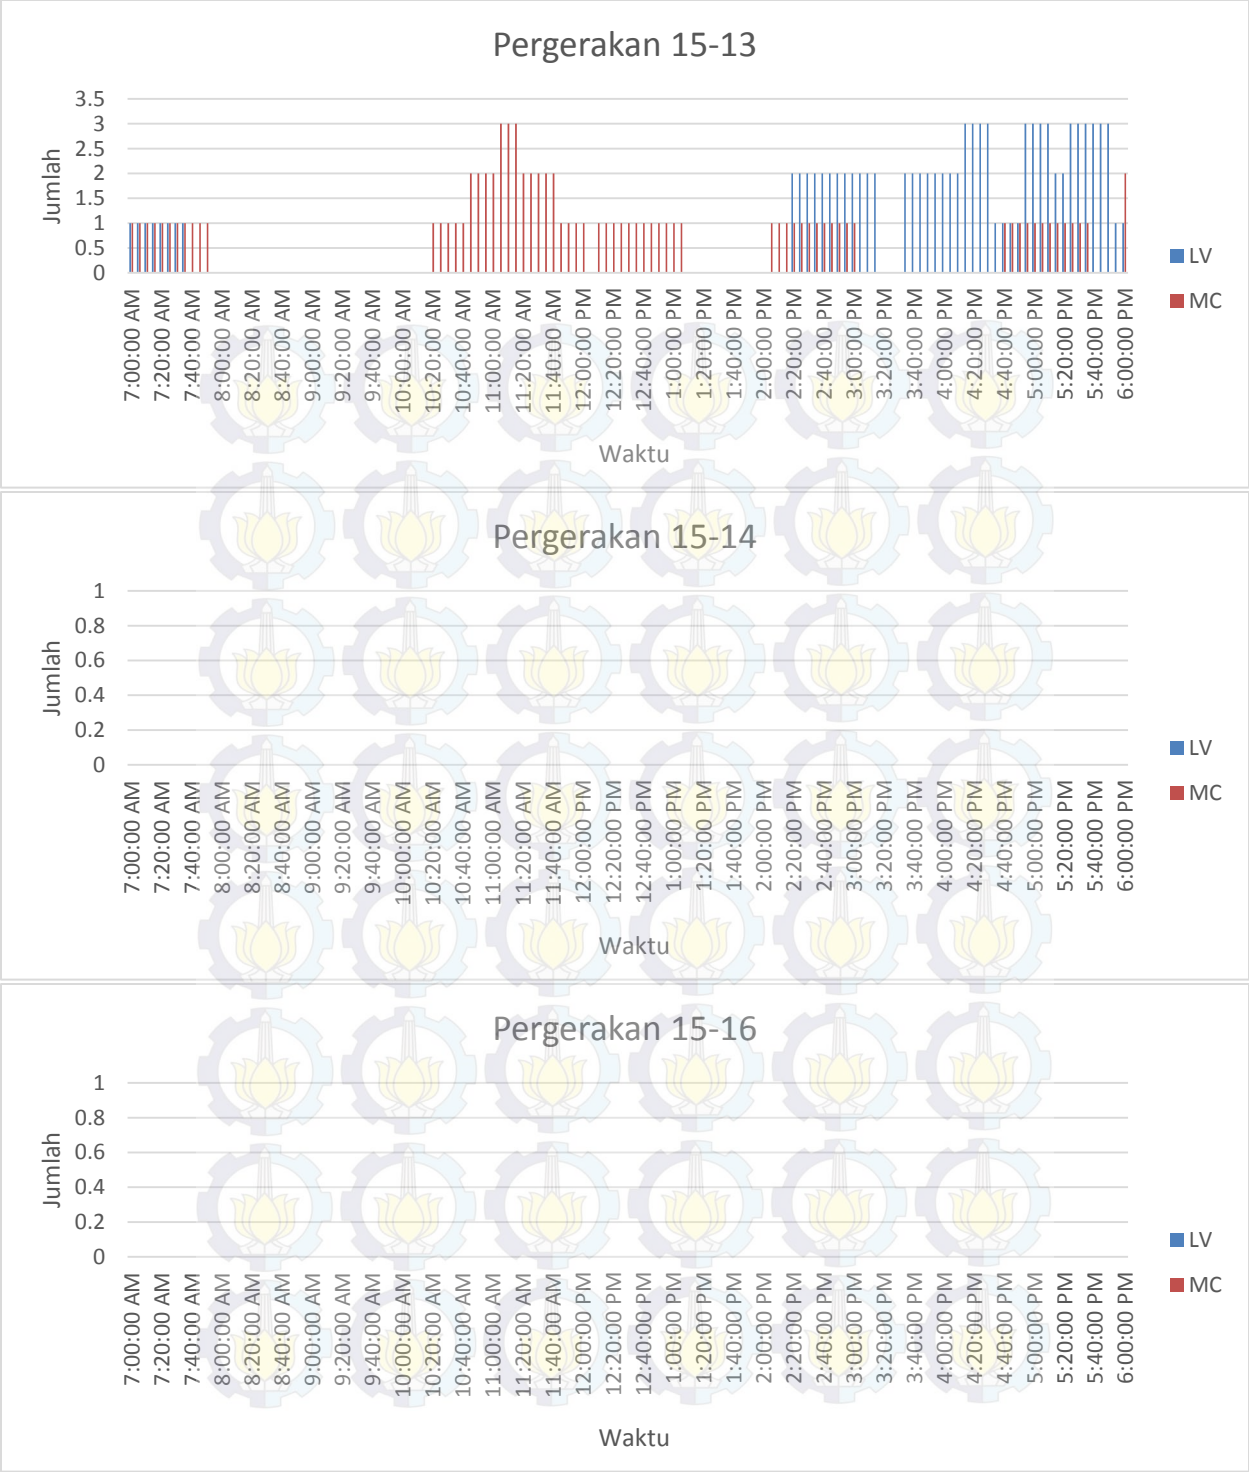 Pergerakan 15-13
3.5
3
2.5
2
1.5
1
0.5
0
Jumlah
7:00:00 AM
7:20:00 AM
7:40:00 AM
8:00:00 AM
8:20:00 AM
8:40:00 AM
9:00:00 AM
9:20:00 AM
9:40:00 AM
10:00:00 AM
10:20:00 AM
10:40:00 AM
11:00:00 AM
11:20:00 AM
11:40:00 AM
12:00:00 PM
12:20:00 PM
12:40:00 PM
1:00:00 PM
1:20:00 PM
1:40:00 PM
2:00:00 PM
2:20:00 PM
2:40:00 PM
3:00:00 PM
3:20:00 PM
3:40:00 PM
4:00:00 PM
4:20:00 PM
4:40:00 PM
5:00:00 PM
5:20:00 PM
5:40:00 PM
6:00:00 PM
Waktu
LV
MC
Pergerakan 15-14
1
0.8
0.6
0.4
0.2
0
Jumlah
7:00:00 AM
7:20:00 AM
7:40:00 AM
8:00:00 AM
8:20:00 AM
8:40:00 AM
9:00:00 AM
9:20:00 AM
9:40:00 AM
10:00:00 AM
10:20:00 AM
10:40:00 AM
11:00:00 AM
11:20:00 AM
11:40:00 AM
12:00:00 PM
12:20:00 PM
12:40:00 PM
1:00:00 PM
1:20:00 PM
1:40:00 PM
2:00:00 PM
2:20:00 PM
2:40:00 PM
3:00:00 PM
3:20:00 PM
3:40:00 PM
4:00:00 PM
4:20:00 PM
4:40:00 PM
5:00:00 PM
5:20:00 PM
5:40:00 PM
6:00:00 PM
Waktu
LV
MC
Pergerakan 15-16
1
0.8
0.6
0.4
0.2
0
Jumlah
7:00:00 AM
7:20:00 AM
7:40:00 AM
8:00:00 AM
8:20:00 AM
8:40:00 AM
9:00:00 AM
9:20:00 AM
9:40:00 AM
10:00:00 AM
10:20:00 AM
10:40:00 AM
11:00:00 AM
11:20:00 AM
11:40:00 AM
12:00:00 PM
12:20:00 PM
12:40:00 PM
1:00:00 PM
1:20:00 PM
1:40:00 PM
2:00:00 PM
2:20:00 PM
2:40:00 PM
3:00:00 PM
3:20:00 PM
3:40:00 PM
4:00:00 PM
4:20:00 PM
4:40:00 PM
5:00:00 PM
5:20:00 PM
5:40:00 PM
6:00:00 PM
Waktu
LV
MC